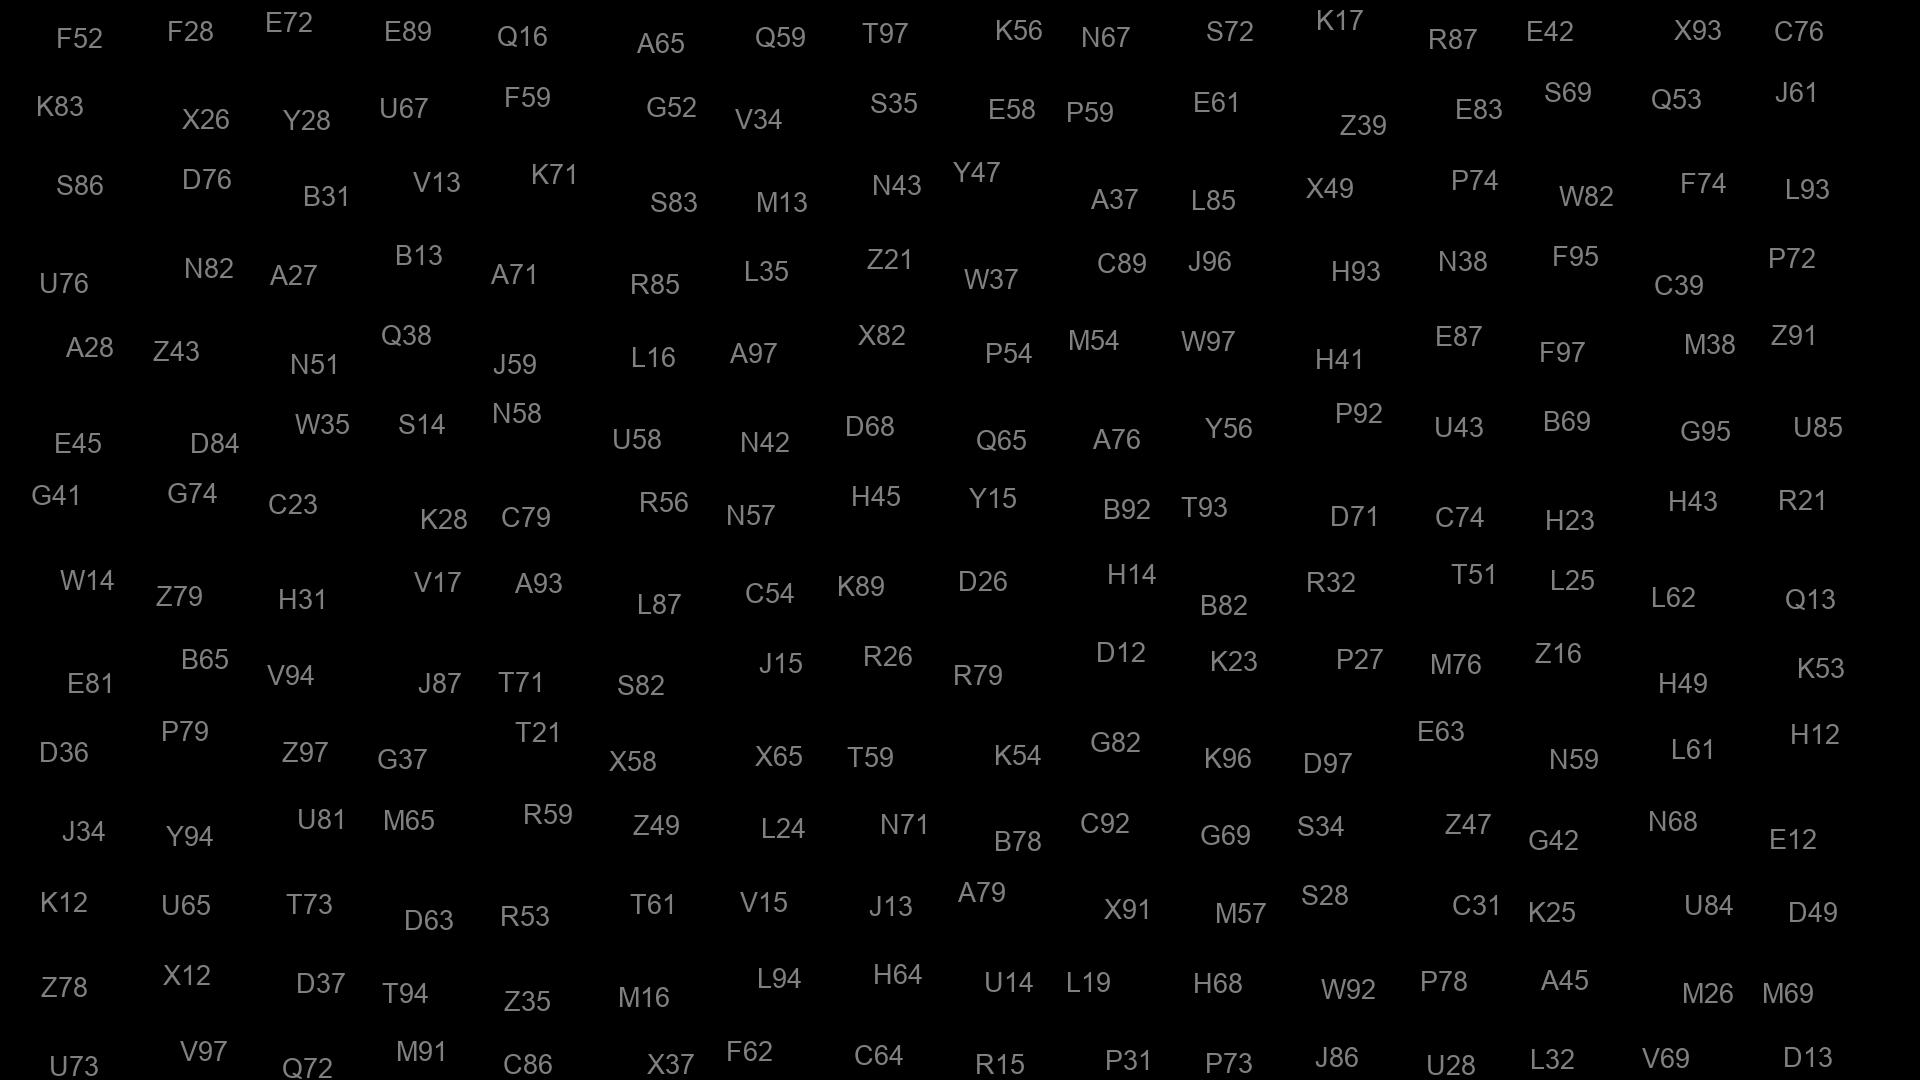 F52 F28 E72 E89 Q16 A65 Q59 T97 K56 N67 S72 K17 R87 E42 X93 C76
K83 X26 Y28 U67 F59 G52 V34 S35 E58 P59 E61 Z39 E83 S69 Q53 J61
S86 D76 B31 V13 K71 S83 M13 N43 Y47 A37 L85 X49 P74 W82 F74 L93
U76 N82 A27 B13 A71 R85 L35 Z21 W37 C89 J96 H93 N38 F95 C39 P72
A28 Z43 N51 Q38 J59 L16 A97 X82 P54 M54 W97 H41 E87 F97 M38 Z91
E45 D84 W35 S14 N58 U58 N42 D68 Q65 A76 Y56 P92 U43 B69 G95 U85
G41 G74 C23 K28 C79 R56 N57 H45 Y15 B92 T93 D71 C74 H23 H43 R21
W14 Z79 H31 V17 A93 L87 C54 K89 D26 H14 B82 R32 T51 L25 L62 Q13
E81 B65 V94 J87 T71 S82 J15 R26 R79 D12 K23 P27 M76 Z16 H49 K53
D36 P79 Z97 G37 T21 X58 X65 T59 K54 G82 K96 D97 E63 N59 L61 H12
J34 Y94 U81 M65 R59 Z49 L24 N71 B78 C92 G69 S34 Z47 G42 N68 E12
K12 U65 T73 D63 R53 T61 V15 J13 A79 X91 M57 S28 C31 K25 U84 D49
Z78 X12 D37 T94 Z35 M16 L94 H64 U14 L19 H68 W92 P78 A45 M26 M69
U73 V97 Q72 M91 C86 X37 F62 C64 R15 P31 P73 J86 U28 L32 V69 D13